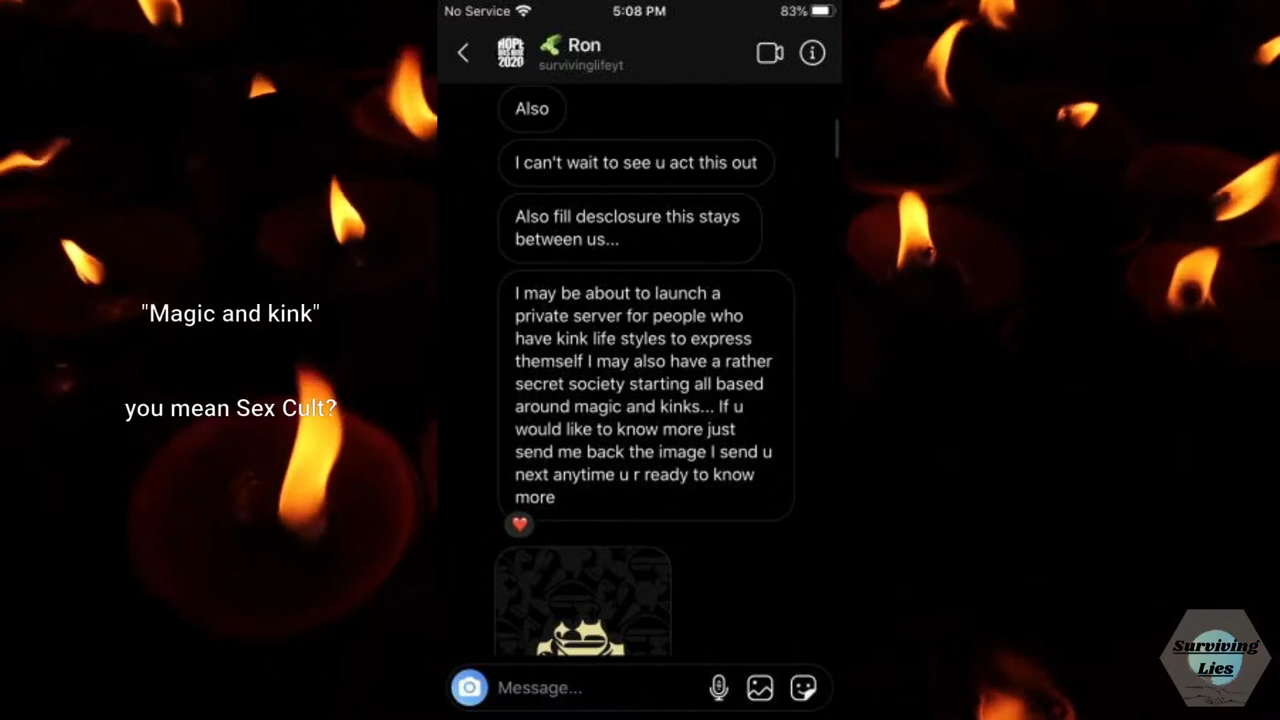 No Service 5:08 PM 83%
HOPE
DIES HERE
2020
Ron
survivinglifeyt
Also
I can't wait to see u act this out
Also fill desclosure this stays
between us...
I may be about to launch a
private server for people who
have kink life styles to express
themself I may also have a rather
secret society starting all based
around magic and kinks... If u
would like to know more just
send me back the image I send u
next anytime u r ready to know
more
Message...
"Magic and kink"
you mean Sex Cult?
Surviving
Lies